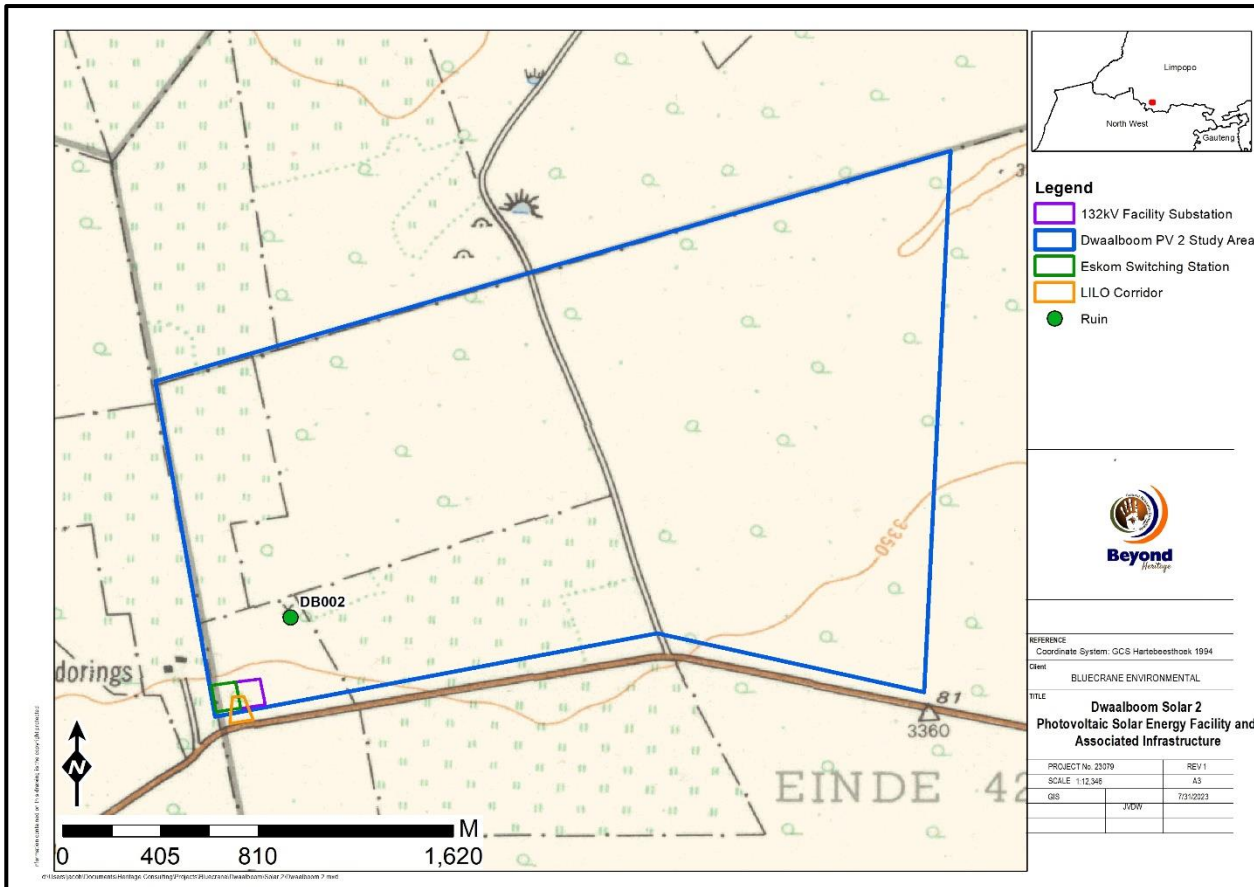 Limpopo
North West
Gauteng
Legend
132kV Facility Substation
Dwaalboom PV 2 Study Area
Eskom Switching Station
LILO Corridor
Ruin
Beyond
Heritage
REFERENCE
Coordinate System: GCS Hartebeesthoek 1994
Client
BLUECRANE ENVIRONMENTAL
TITLE
Dwaalboom Solar 2
Photovoltaic Solar Energy Facility and
Associated Infrastructure
PROJECT No. 23079 REV 1
SCALE 1:12,346 A3
GIS 7/31/2023
JVDW
3350
DB002
dorings
81
3360
EINDE 42
N
M
0 405 810 1,620